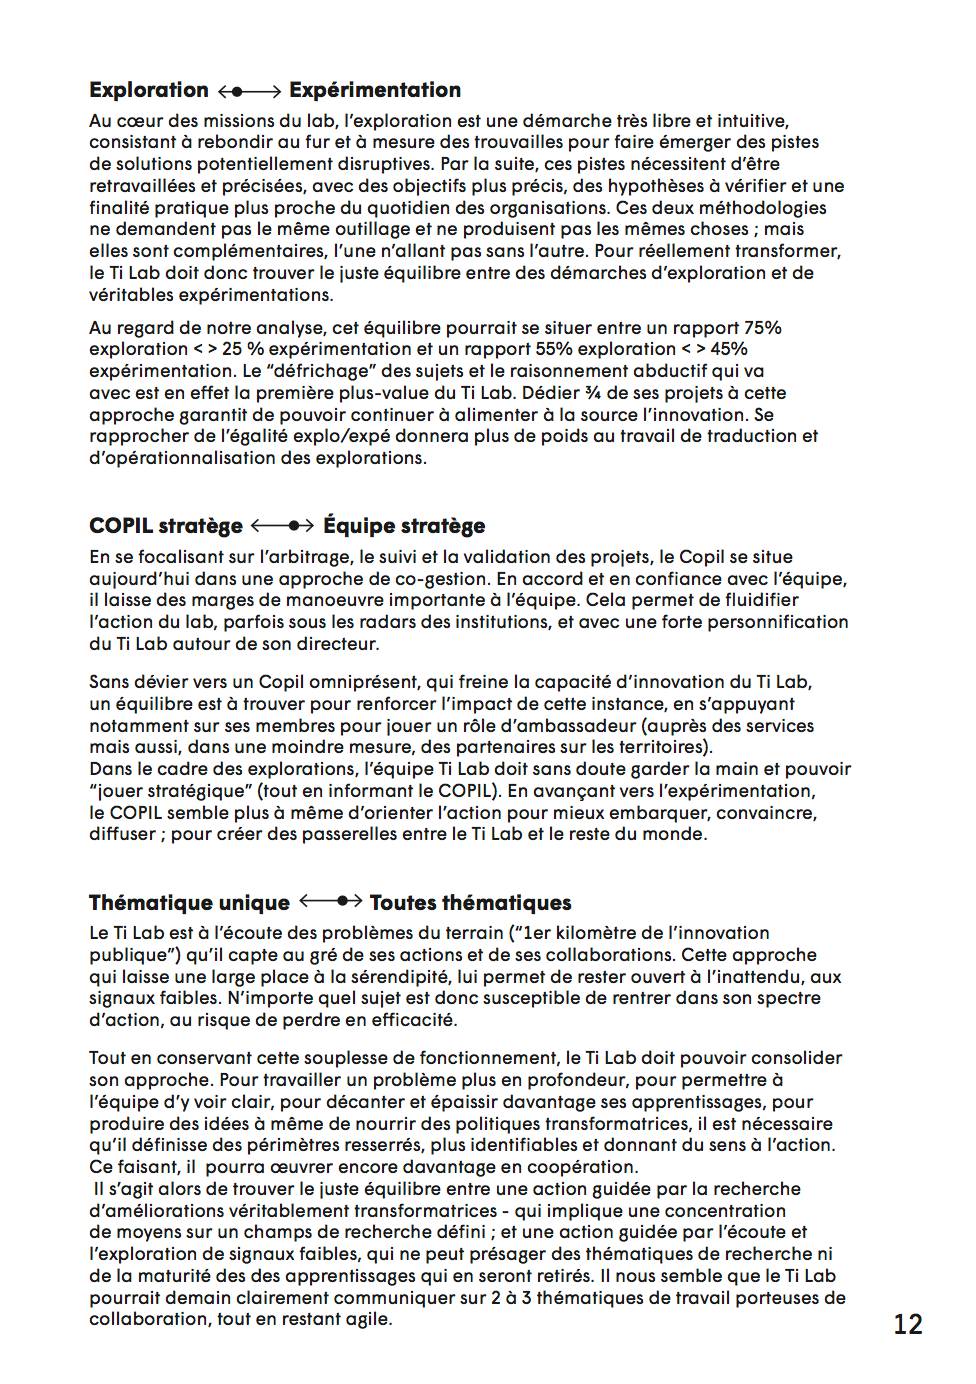 Exploration Expérimentation
Au cœur des missions du lab, l’exploration est une démarche très libre et intuitive,
consistant à rebondir au fur et à mesure des trouvailles pour faire émerger des pistes
de solutions potentiellement disruptives. Par la suite, ces pistes nécessitent d’être
retravaillées et précisées, avec des objectifs plus précis, des hypothèses à vérifier et une
finalité pratique plus proche du quotidien des organisations. Ces deux méthodologies
ne demandent pas le même outillage et ne produisent pas les mêmes choses ; mais
elles sont complémentaires, l’une n’allant pas sans l’autre. Pour réellement transformer,
le Ti Lab doit donc trouver le juste équilibre entre des démarches d’exploration et de
véritables expérimentations.
Au regard de notre analyse, cet équilibre pourrait se situer entre un rapport 75%
exploration < > 25 % expérimentation et un rapport 55% exploration < > 45%
expérimentation. Le “défrichage” des sujets et le raisonnement abductif qui va
avec est en effet la première plus-value du Ti Lab. Dédier ¾ de ses projets à cette
approche garantit de pouvoir continuer à alimenter à la source l’innovation. Se
rapprocher de l’égalité explo/expé donnera plus de poids au travail de traduction et
d’opérationnalisation des explorations.
COPIL stratège Équipe stratège
En se focalisant sur l’arbitrage, le suivi et la validation des projets, le Copil se situe
aujourd’hui dans une approche de co-gestion. En accord et en confiance avec l’équipe,
il laisse des marges de manoeuvre importante à l’équipe. Cela permet de fluidifier
l’action du lab, parfois sous les radars des institutions, et avec une forte personnification
du Ti Lab autour de son directeur.
Sans dévier vers un Copil omniprésent, qui freine la capacité d’innovation du Ti Lab,
un équilibre est à trouver pour renforcer l’impact de cette instance, en s’appuyant
notamment sur ses membres pour jouer un rôle d’ambassadeur (auprès des services
mais aussi, dans une moindre mesure, des partenaires sur les territoires).
Dans le cadre des explorations, l’équipe Ti Lab doit sans doute garder la main et pouvoir
“jouer stratégique” (tout en informant le COPIL). En avançant vers l’expérimentation,
le COPIL semble plus à même d’orienter l’action pour mieux embarquer, convaincre,
diffuser ; pour créer des passerelles entre le Ti Lab et le reste du monde.
Thématique unique Toutes thématiques
Le Ti Lab est à l’écoute des problèmes du terrain (“1er kilomètre de l’innovation
publique”) qu’il capte au gré de ses actions et de ses collaborations. Cette approche
qui laisse une large place à la sérendipité, lui permet de rester ouvert à l’inattendu, aux
signaux faibles. N’importe quel sujet est donc susceptible de rentrer dans son spectre
d’action, au risque de perdre en efficacité.
Tout en conservant cette souplesse de fonctionnement, le Ti Lab doit pouvoir consolider
son approche. Pour travailler un problème plus en profondeur, pour permettre à
l’équipe d’y voir clair, pour décanter et épaissir davantage ses apprentissages, pour
produire des idées à même de nourrir des politiques transformatrices, il est nécessaire
qu’il définisse des périmètres resserrés, plus identifiables et donnant du sens à l’action.
Ce faisant, il  pourra œuvrer encore davantage en coopération.
Il s’agit alors de trouver le juste équilibre entre une action guidée par la recherche
d’améliorations véritablement transformatrices - qui implique une concentration
de moyens sur un champs de recherche défini ; et une action guidée par l’écoute et
l’exploration de signaux faibles, qui ne peut présager des thématiques de recherche ni
de la maturité des des apprentissages qui en seront retirés. Il nous semble que le Ti Lab
pourrait demain clairement communiquer sur 2 à 3 thématiques de travail porteuses de
collaboration, tout en restant agile.
12